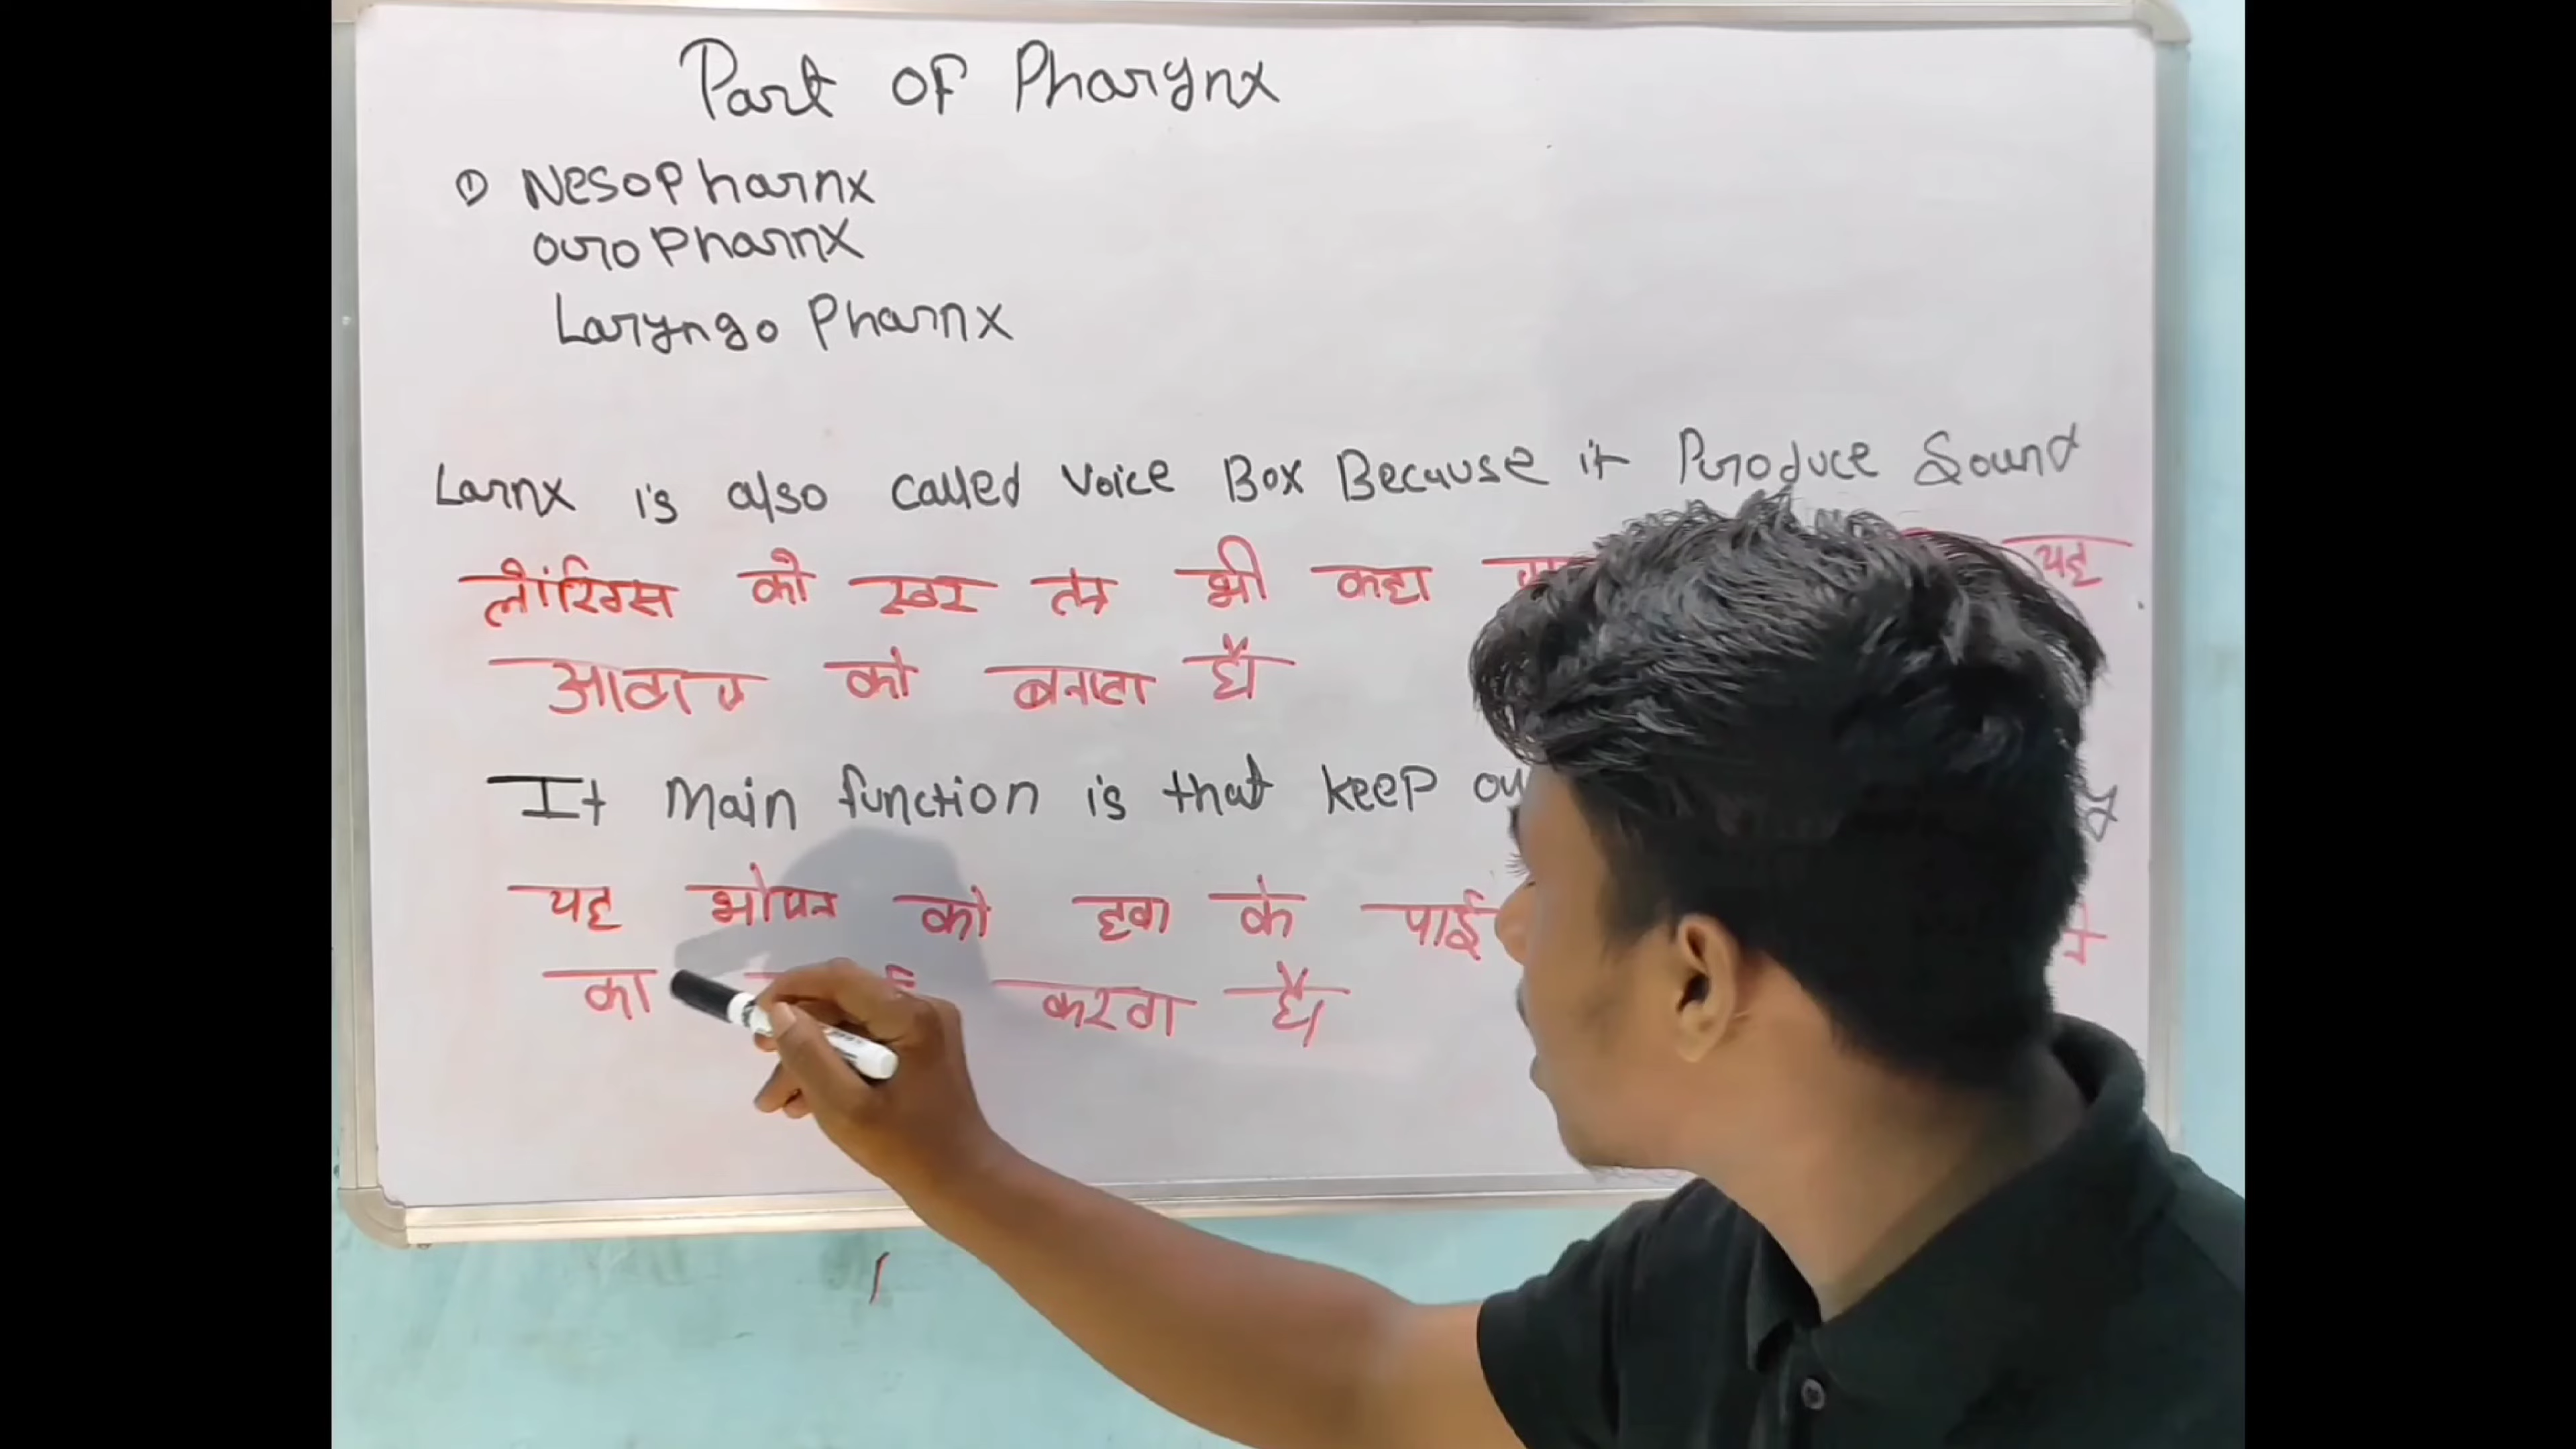 Part OF Pharynx
① Nesopharnx
Ouro Pharnx
Laryngo Pharnx
Larnx is also called Voice Box Because it Produce Sound
लैंरिग्स को स्वर तंत्र भी कहा यह
आवाज को बनाता है
It Main function is that keep
यह भोजन को हवा के पाई
का करता है